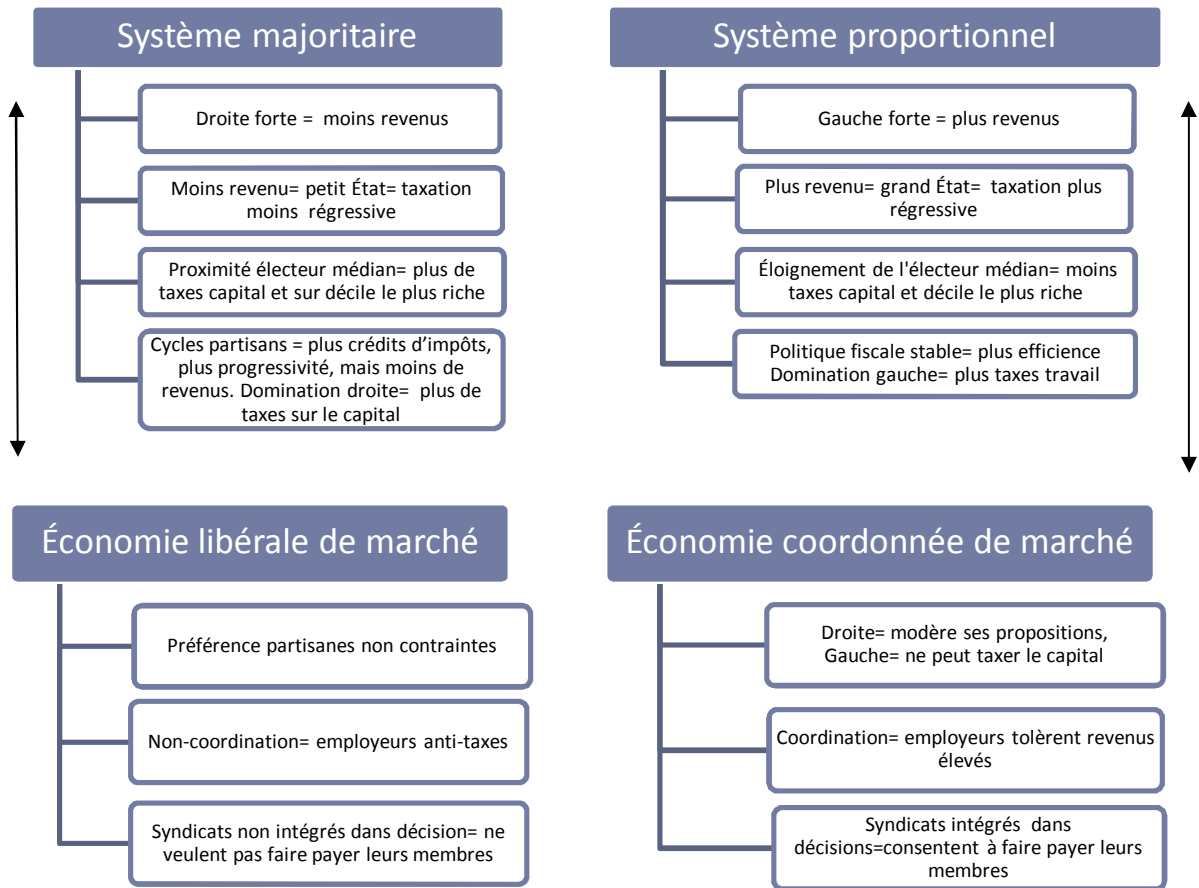 Système majoritaire
Droite forte = moins revenus
Moins revenu= petit État= taxation
moins régressive
Proximité électeur médian= plus de
taxes capital et sur décile le plus riche
Cycles partisans = plus crédits d’impôts,
plus progressivité, mais moins de
revenus. Domination droite= plus de
taxes sur le capital
Système proportionnel
Gauche forte = plus revenus
Plus revenu= grand État= taxation plus
régressive
Éloignement de l'électeur médian= moins
taxes capital et décile le plus riche
Politique fiscale stable= plus efficience
Domination gauche= plus taxes travail
Économie libérale de marché
Préférence partisanes non contraintes
Non-coordination= employeurs anti-taxes
Syndicats non intégrés dans décision= ne
veulent pas faire payer leurs membres
Économie coordonnée de marché
Droite= modère ses propositions,
Gauche= ne peut taxer le capital
Coordination= employeurs tolèrent revenus
élevés
Syndicats intégrés dans
décisions=consentent à faire payer leurs
membres